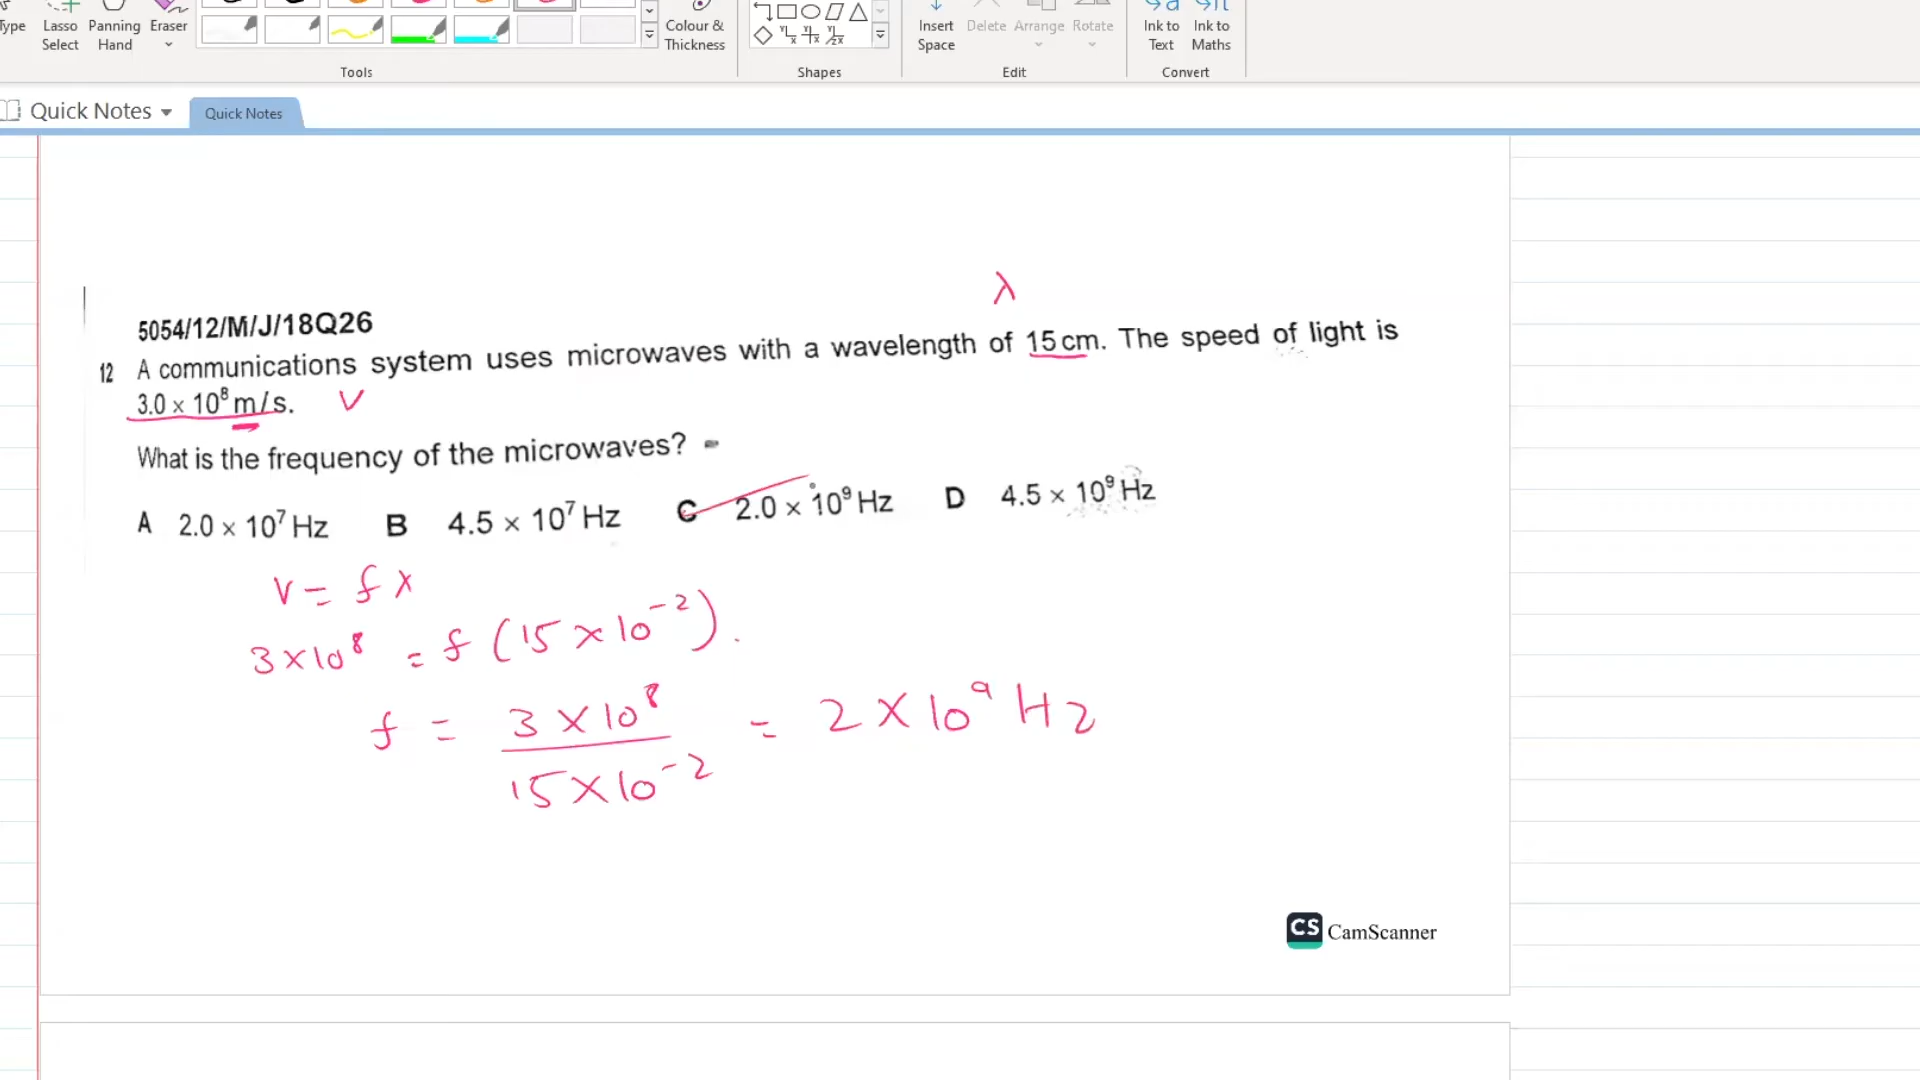 Type Lasso Select Panning Hand Eraser Colour & Thickness Insert Space Delete Arrange Rotate Ink to Text Ink to Maths
Tools Shapes Edit Convert
Quick Notes Quick Notes
λ
5054/12/M/J/18Q26
12 A communications system uses microwaves with a wavelength of 15 cm. The speed of light is
3.0 × 10⁸ m/s. V
What is the frequency of the microwaves?
A 2.0 × 10⁷ Hz B 4.5 × 10⁷ Hz C 2.0 × 10⁹ Hz D 4.5 × 10⁹ Hz
V = f λ
3 × 10⁸ = f (15 × 10⁻²).
f = 3 × 10⁸ / 15 × 10⁻² = 2 × 10⁹ Hz
CS CamScanner